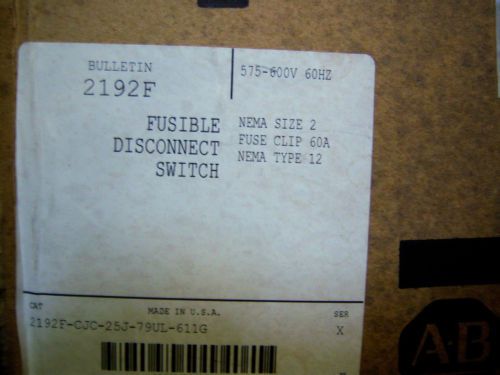 BULLETIN
2192F
575-600V 60HZ
FUSIBLE
DISCONNECT
SWITCH
NEMA SIZE 2
FUSE CLIP 60A
NEMA TYPE 12
CAT
MADE IN U.S.A.
SER
2192F-CJC-25J-79UL-611G
X
A-B